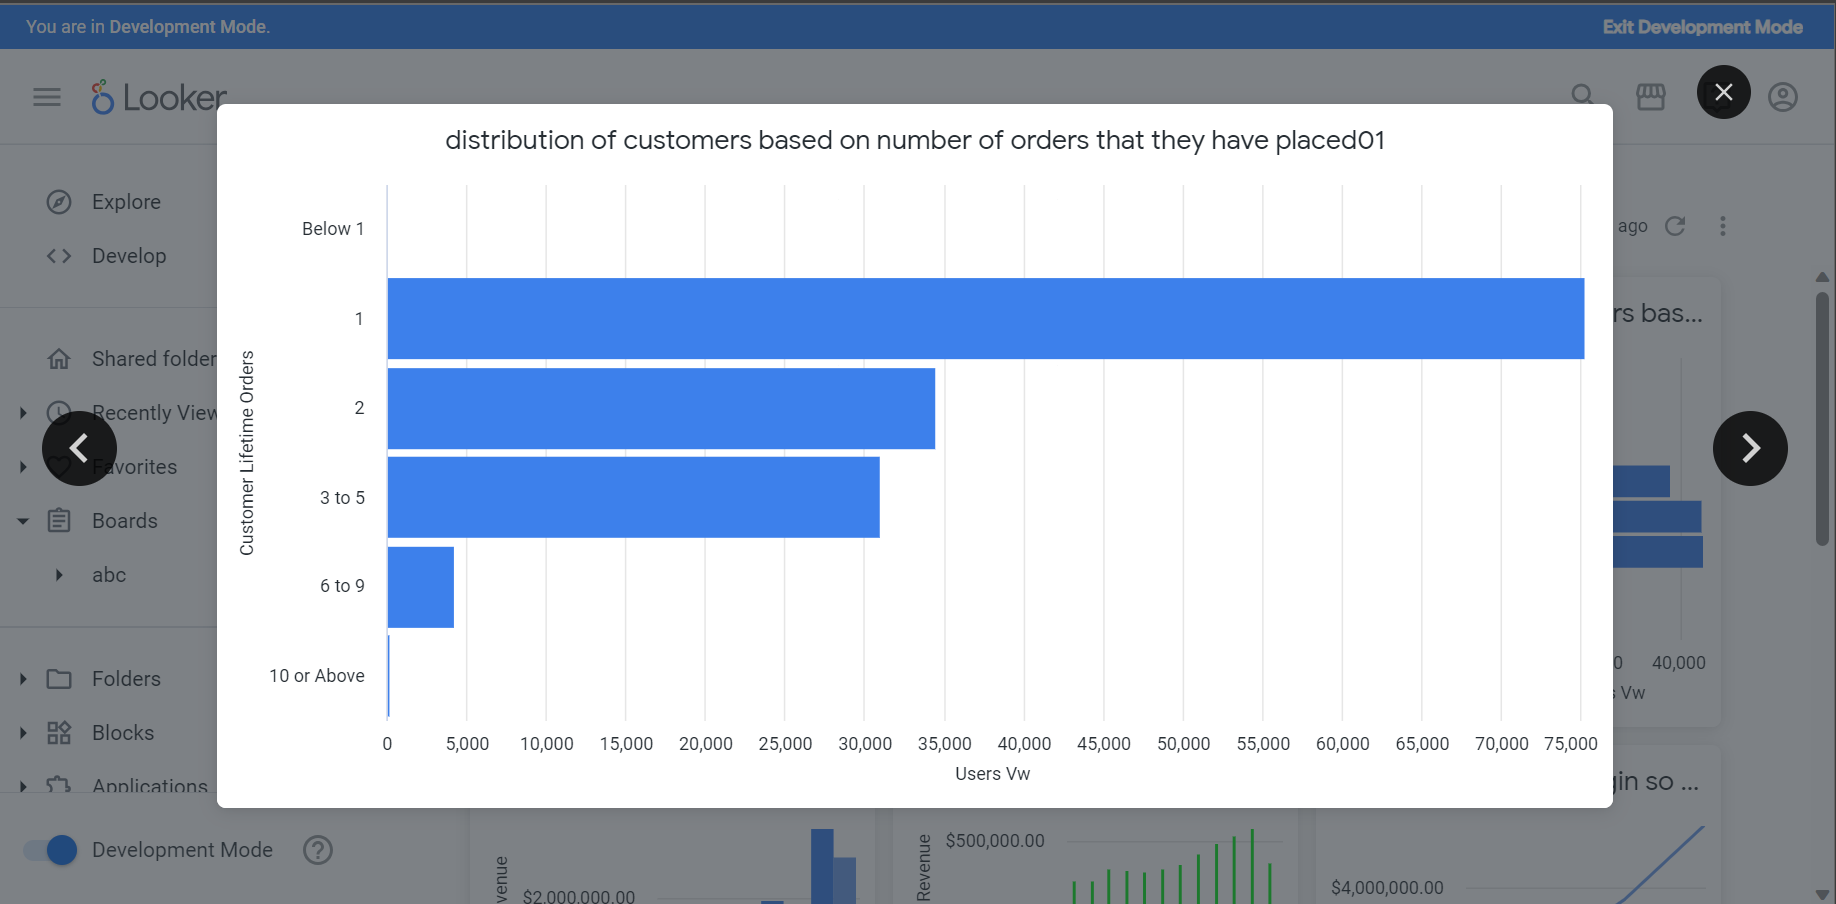 You are in Development Mode.
Exit Development Mode
Looker
distribution of customers based on number of orders that they have placed01
Explore
Develop
Shared folder
Recently View
Favorites
Boards
abc
Folders
Blocks
Applications
Development Mode
Customer Lifetime Orders
Below 1
1
2
3 to 5
6 to 9
10 or Above
0 5,000 10,000 15,000 20,000 25,000 30,000 35,000 40,000 45,000 50,000 55,000 60,000 65,000 70,000 75,000
Users Vw
ago
rs bas...
0 40,000
s Vw
gin so ...
venue
$2,000,000.00
Revenue
$500,000.00
$4,000,000.00